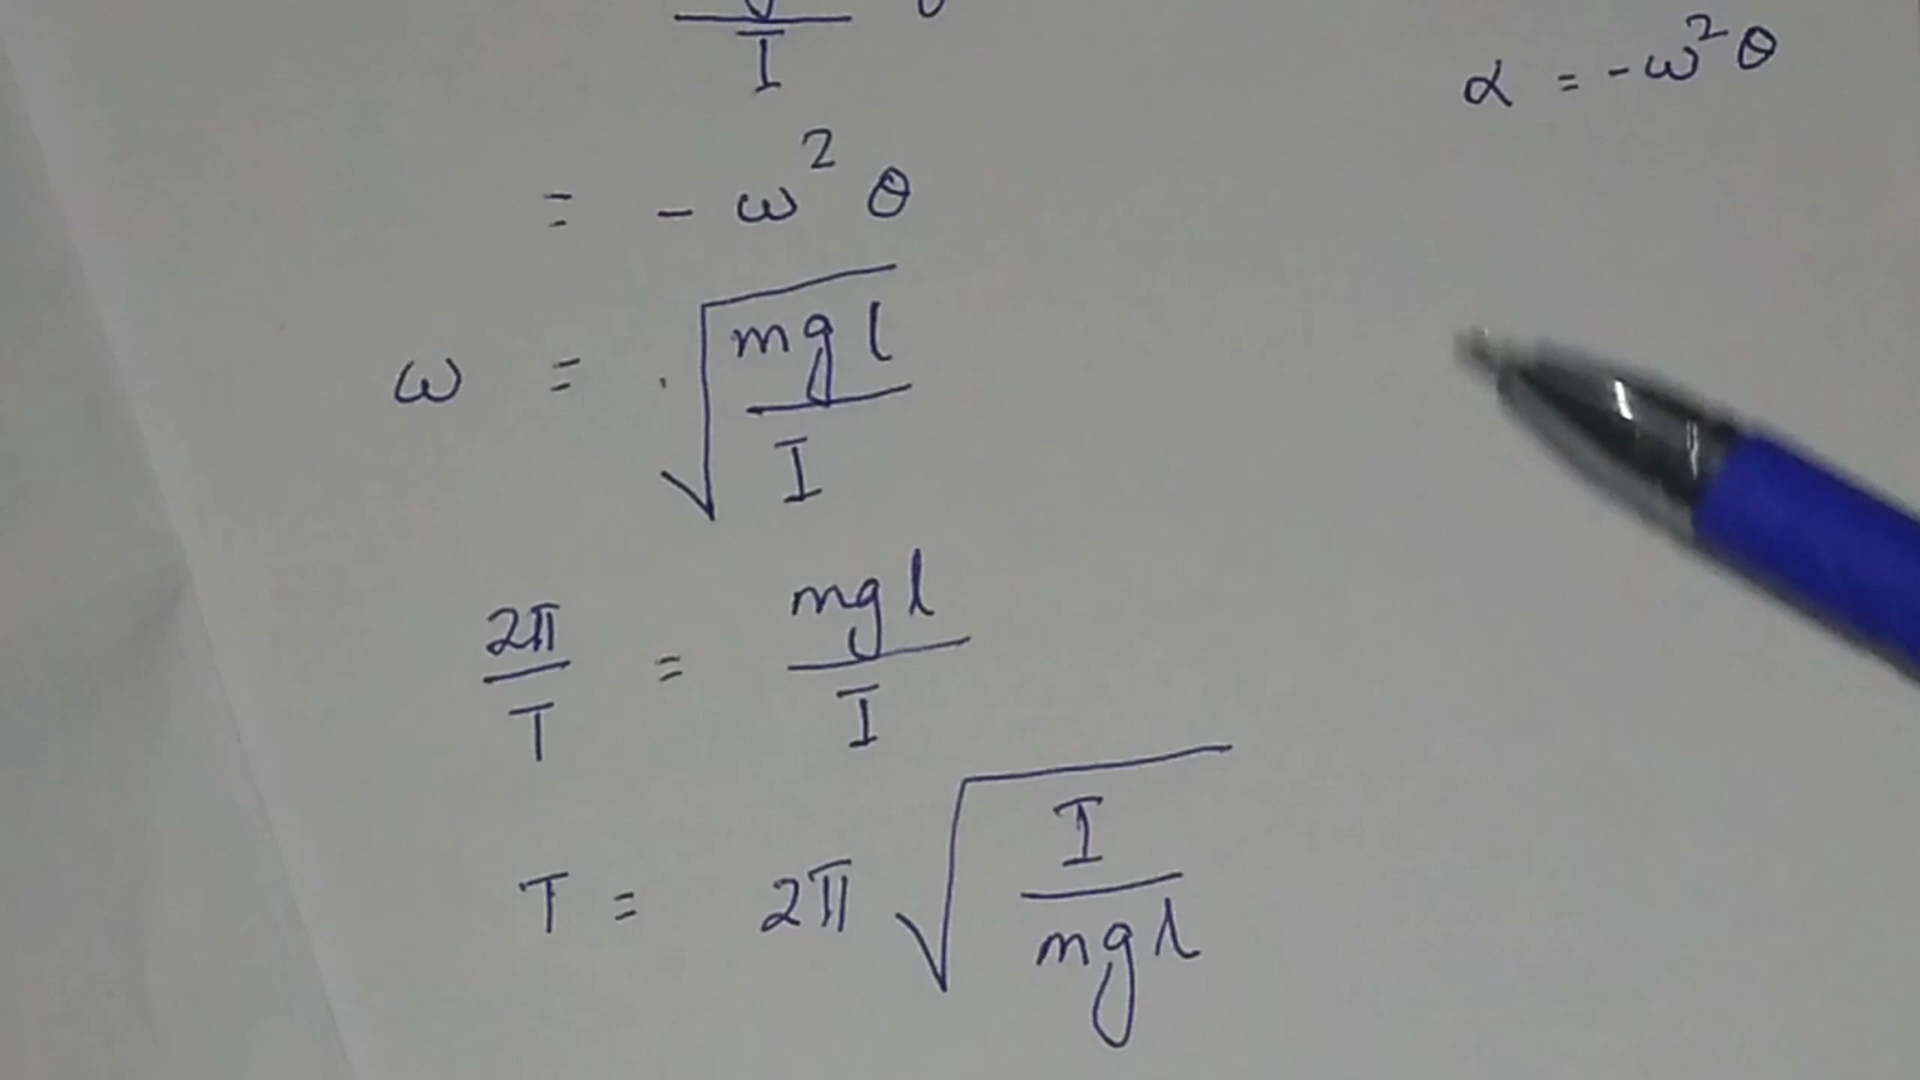 I
α = -ω² θ
= - ω² θ
ω = √(mgl / I)
2π / T = mgl / I
T = 2π √(I / mgl)